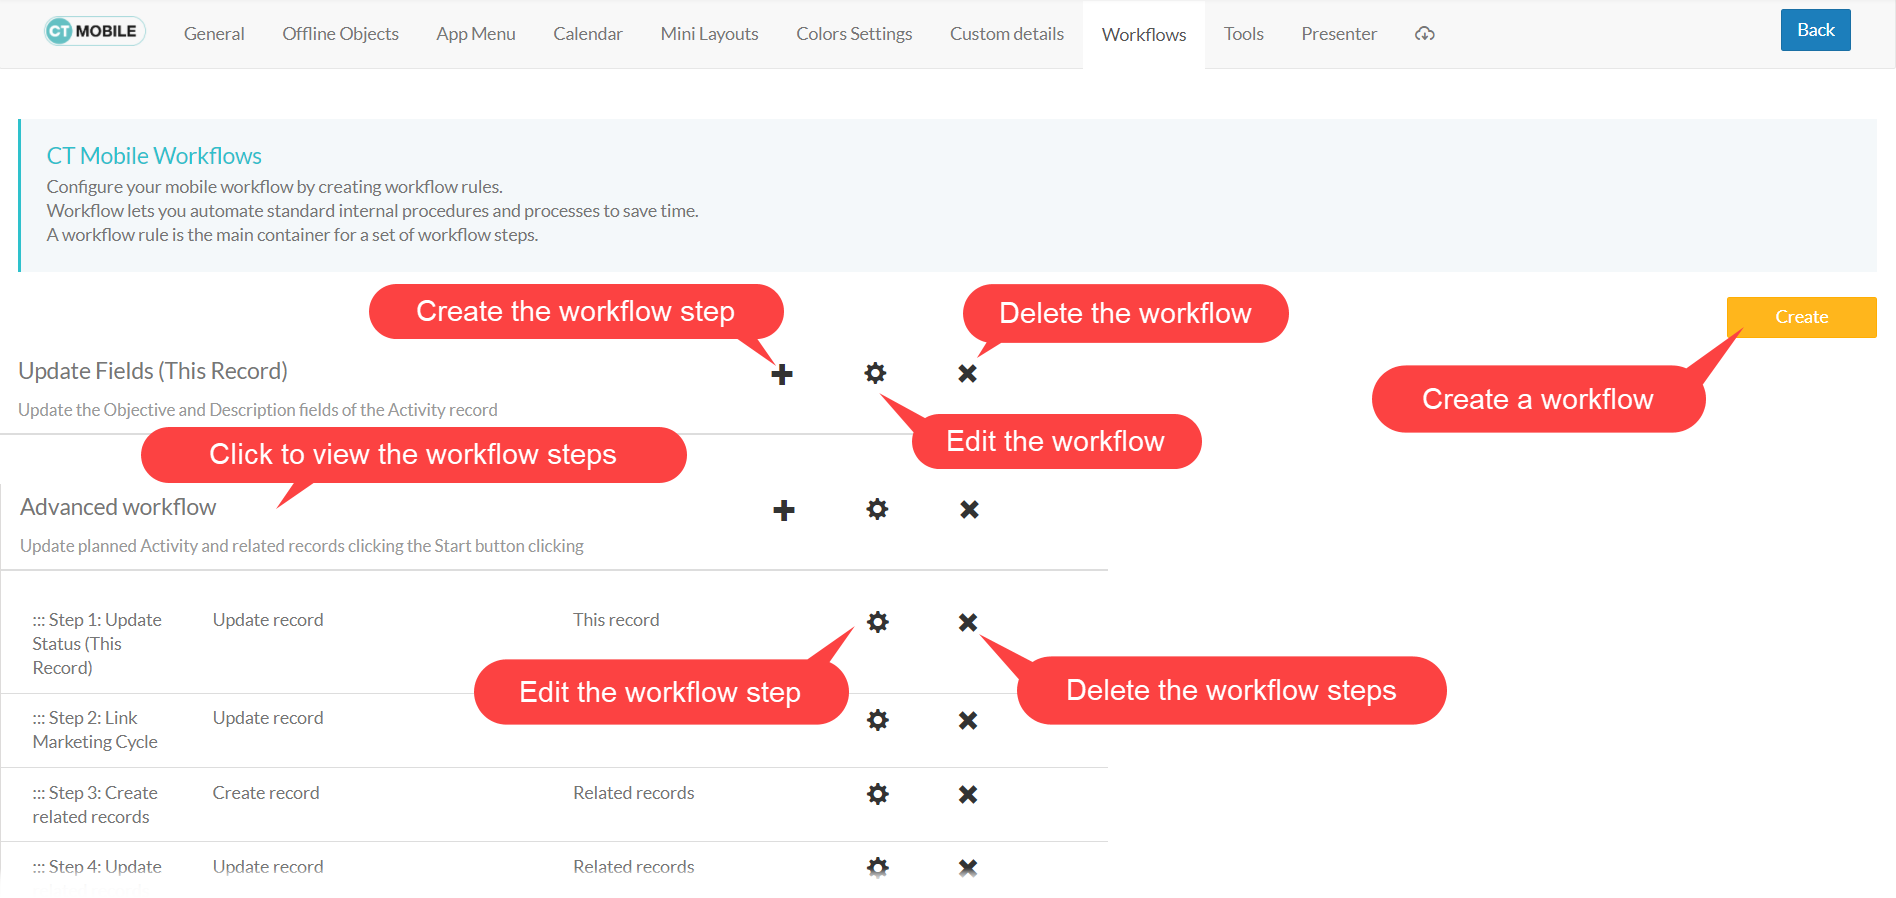 CT MOBILE
General
Offline Objects
App Menu
Calendar
Mini Layouts
Colors Settings
Custom details
Workflows
Tools
Presenter
Back
CT Mobile Workflows
Configure your mobile workflow by creating workflow rules.
Workflow lets you automate standard internal procedures and processes to save time.
A workflow rule is the main container for a set of workflow steps.
Create the workflow step
Delete the workflow
Create
Update Fields (This Record)
Create a workflow
Update the Objective and Description fields of the Activity record
Edit the workflow
Click to view the workflow steps
Advanced workflow
Update planned Activity and related records clicking the Start button clicking
::: Step 1: Update
Status (This
Record)
Update record
This record
Edit the workflow step
Delete the workflow steps
::: Step 2: Link
Marketing Cycle
Update record
::: Step 3: Create
related records
Create record
Related records
::: Step 4: Update
Update record
Related records